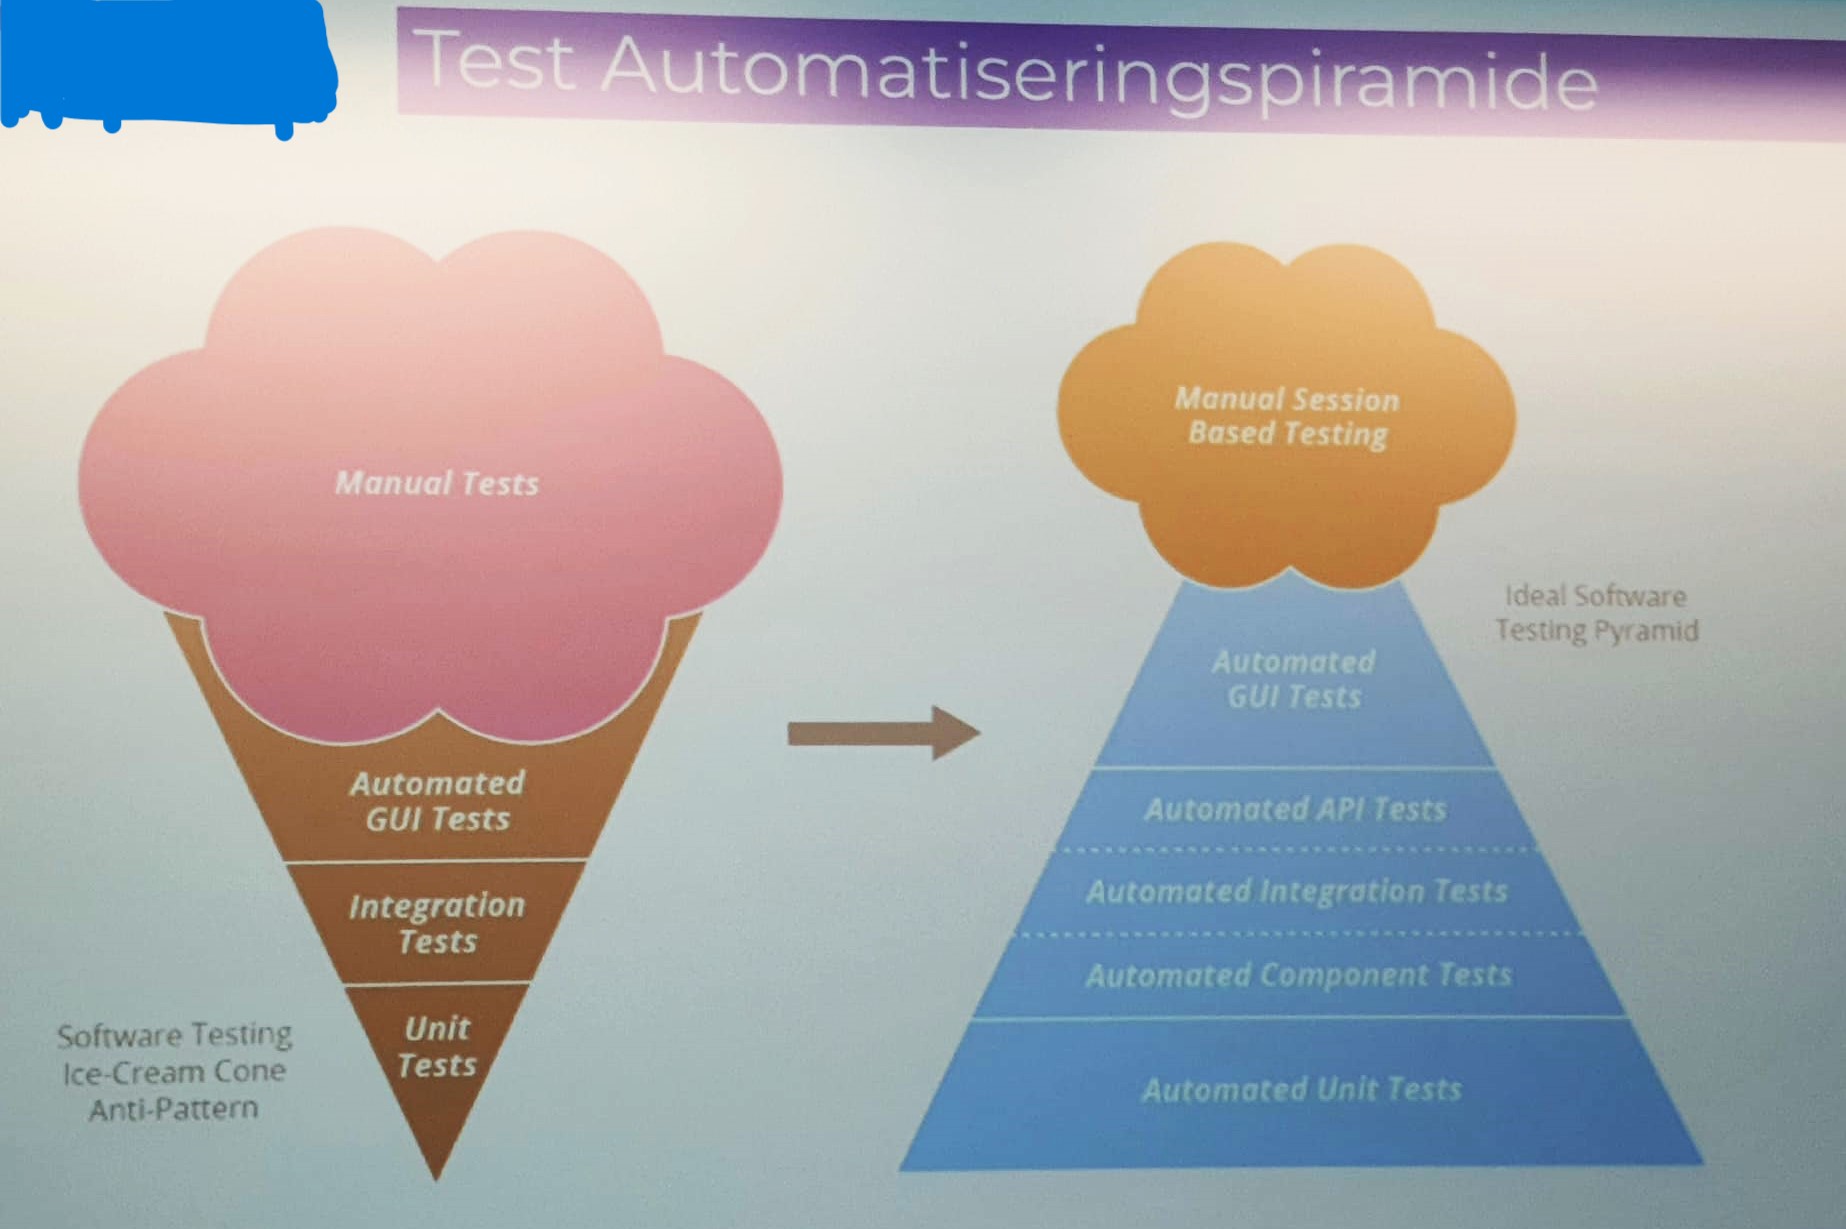 Test Automatiseringspiramide
Manual Tests
Automated
GUI Tests
Integration
Tests
Unit
Tests
Software Testing
Ice-Cream Cone
Anti-Pattern
Manual Session
Based Testing
Ideal Software
Testing Pyramid
Automated
GUI Tests
Automated API Tests
Automated Integration Tests
Automated Component Tests
Automated Unit Tests